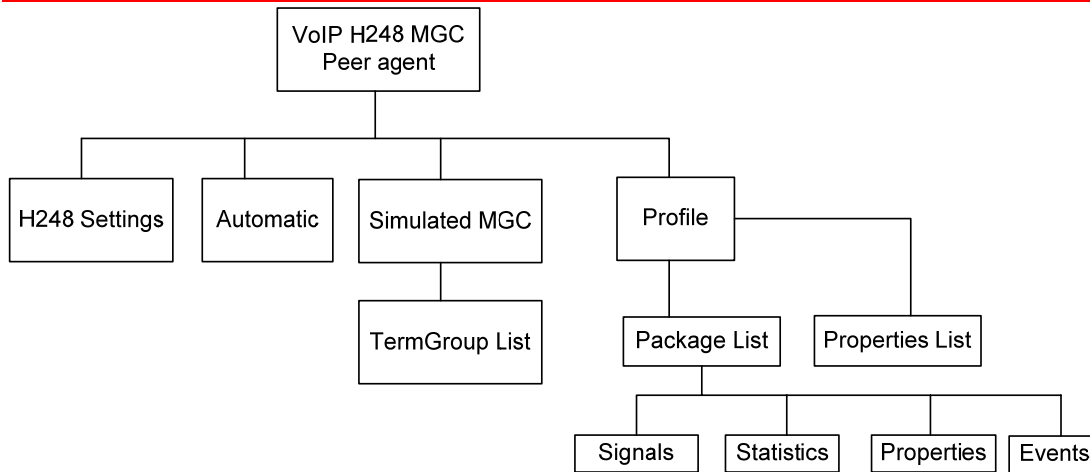 VoIP H248 MGC
Peer agent
H248 Settings
Automatic
Simulated MGC
Profile
TermGroup List
Package List
Properties List
Signals
Statistics
Properties
Events